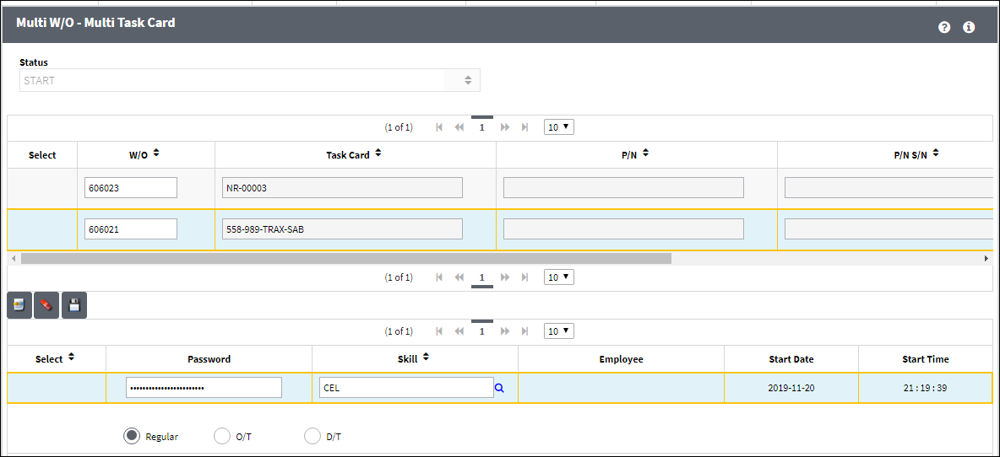 Multi W/O - Multi Task Card
Status
START
(1 of 1) 1 10
Select W/O Task Card P/N P/N S/N
606023 NR-00003
606021 558-989-TRAX-SAB
(1 of 1) 1 10
(1 of 1) 1 10
Select Password Skill Employee Start Date Start Time
•••••••••••••••••••••••• CEL 2019-11-20 21 : 19 : 39
Regular O/T D/T